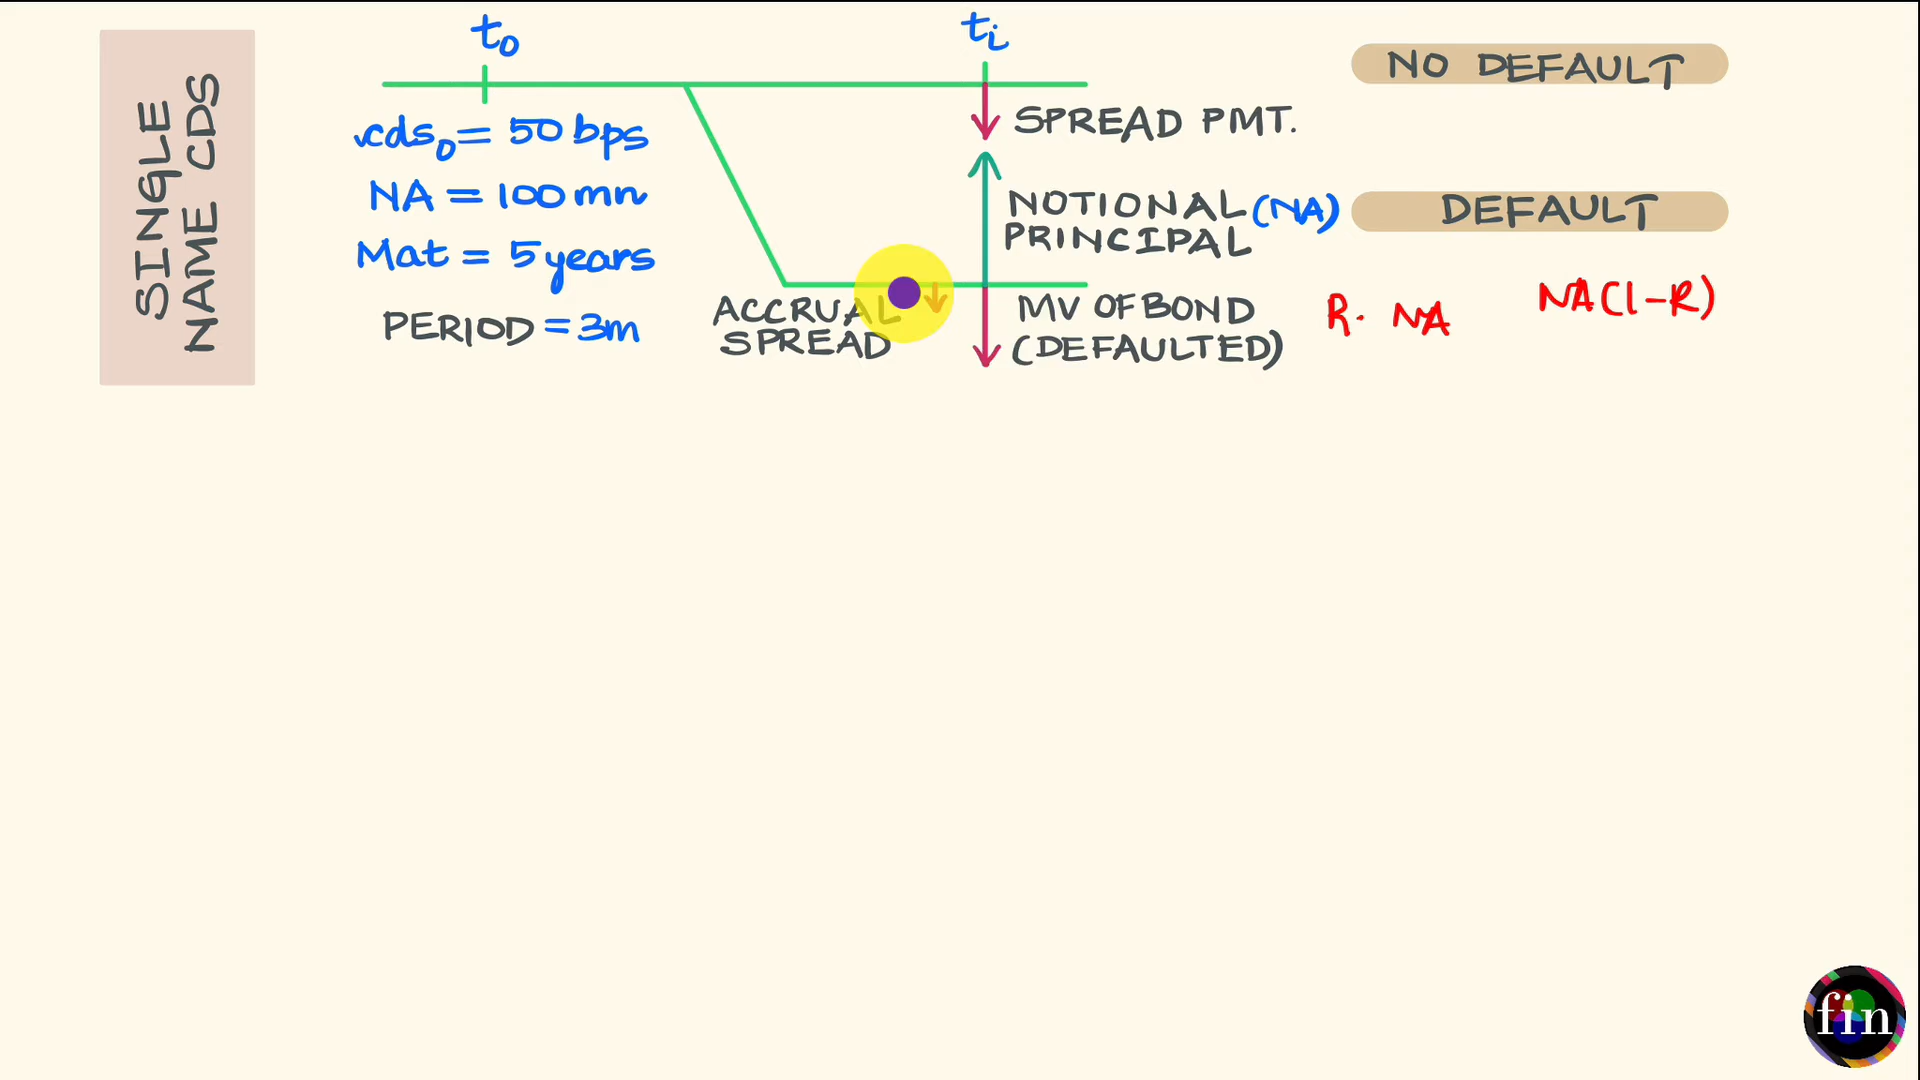 SINGLE
NAME CDS
t0
ti
NO DEFAULT
cds0 = 50 bps
SPREAD PMT.
NA = 100 mn
NOTIONAL (NA)
PRINCIPAL
DEFAULT
Mat = 5 years
ACCRUAL
SPREAD
MV OF BOND
(DEFAULTED)
R. NA
NA(1-R)
PERIOD = 3m
fin